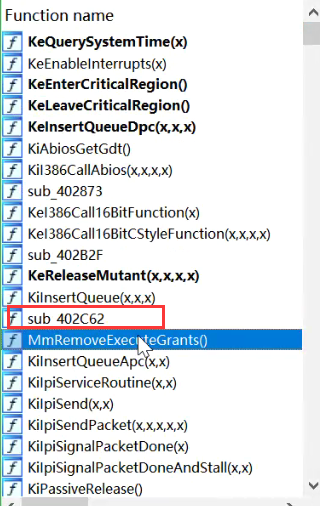 Function name
KeQuerySystemTime(x)
KeEnableInterrupts(x)
KeEnterCriticalRegion()
KeLeaveCriticalRegion()
KeInsertQueueDpc(x,x,x)
KiAbiosGetGdt()
KeI386CallAbios(x,x,x,x)
sub_402873
KeI386Call16BitFunction(x)
KeI386Call16BitCStyleFunction(x,x,x,x)
sub_402B2F
KeReleaseMutant(x,x,x,x)
KiInsertQueue(x,x,x)
sub_402C62
MmRemoveExecuteGrants()
KiInsertQueueApc(x,x)
KiIpiServiceRoutine(x,x)
KiIpiSend(x,x)
KiIpiSendPacket(x,x,x,x,x)
KiIpiSignalPacketDone(x)
KiIpiSignalPacketDoneAndStall(x,x)
KiPassiveRelease()